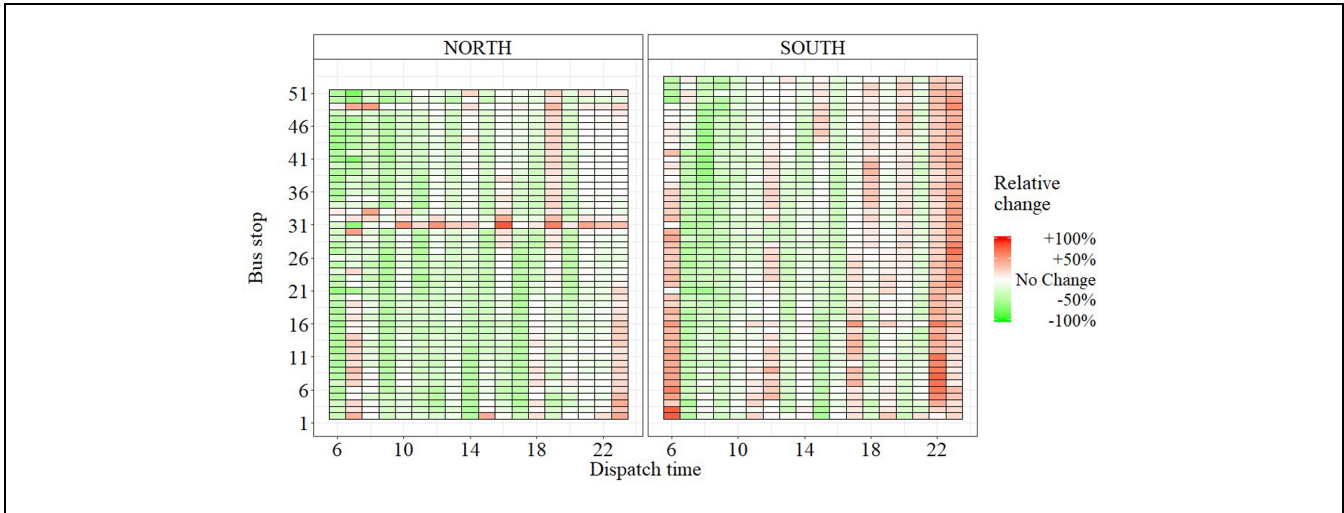 NORTH
SOUTH
51
46
41
36
31
26
21
16
11
6
1
Bus stop
6 10 14 18 22
6 10 14 18 22
Dispatch time
Relative
change
+100%
+50%
No Change
-50%
-100%